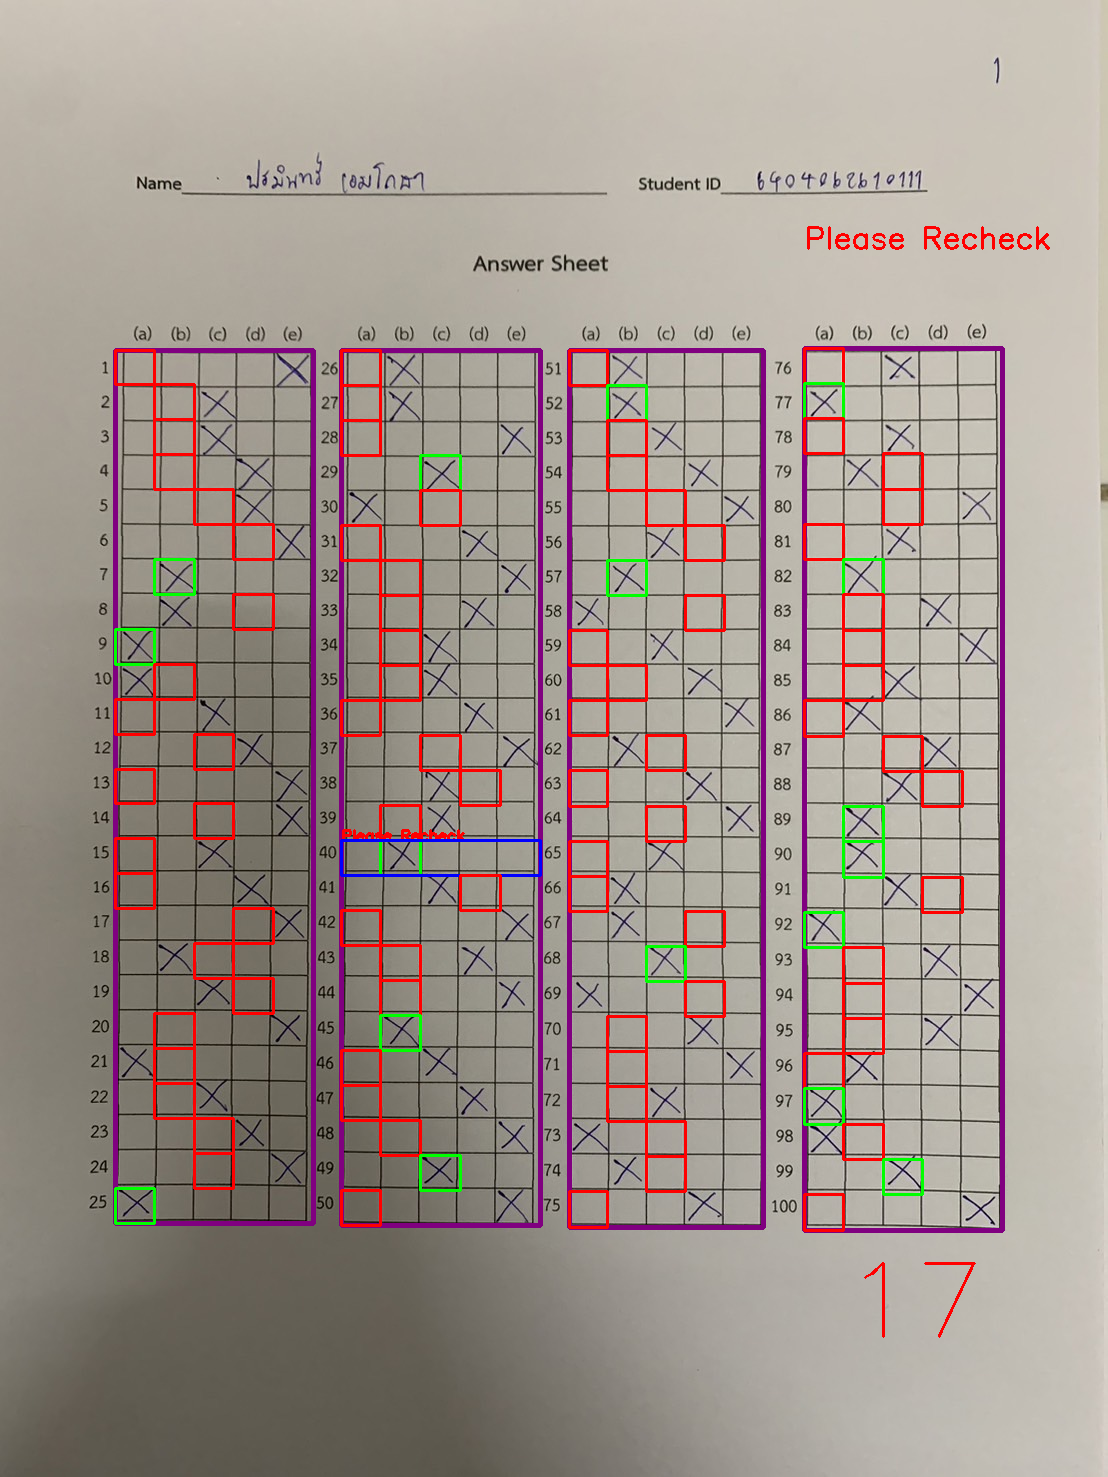 1
Name ปรมินทร์ เอมโกสา Student ID 6404062610111
Please Recheck
Answer Sheet
(a) (b) (c) (d) (e) (a) (b) (c) (d) (e) (a) (b) (c) (d) (e) (a) (b) (c) (d) (e)
1 26 51 76
2 27 52 77
3 28 53 78
4 29 54 79
5 30 55 80
6 31 56 81
7 32 57 82
8 33 58 83
9 34 59 84
10 35 60 85
11 36 61 86
12 37 62 87
13 38 63 88
14 39 64 89
Please Recheck
15 40 65 90
16 41 66 91
17 42 67 92
18 43 68 93
19 44 69 94
20 45 70 95
21 46 71 96
22 47 72 97
23 48 73 98
24 49 74 99
25 50 75 100
17